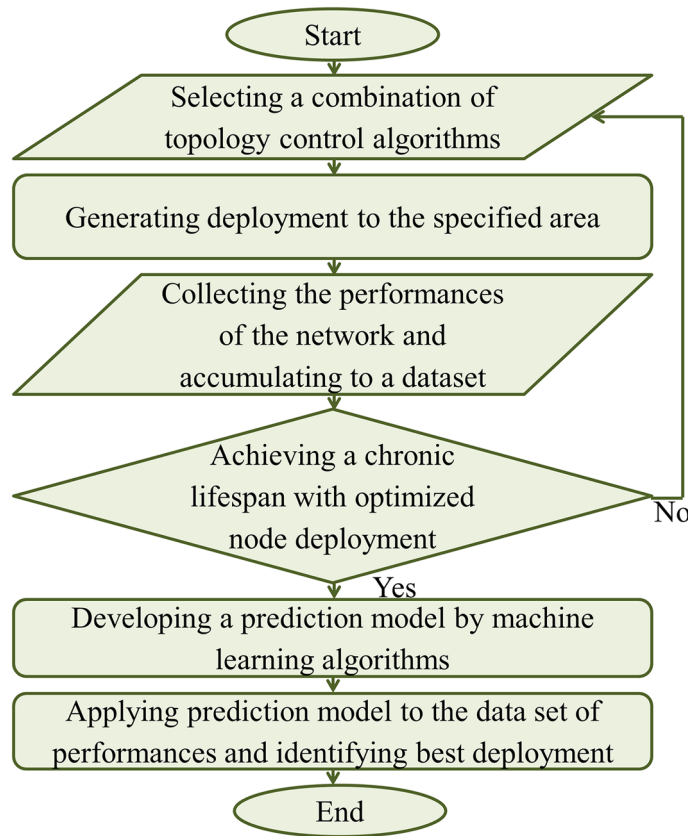 Start
Selecting a combination of
topology control algorithms
Generating deployment to the specified area
Collecting the performances
of the network and
accumulating to a dataset
Achieving a chronic
lifespan with optimized
node deployment
No
Yes
Developing a prediction model by machine
learning algorithms
Applying prediction model to the data set of
performances and identifying best deployment
End